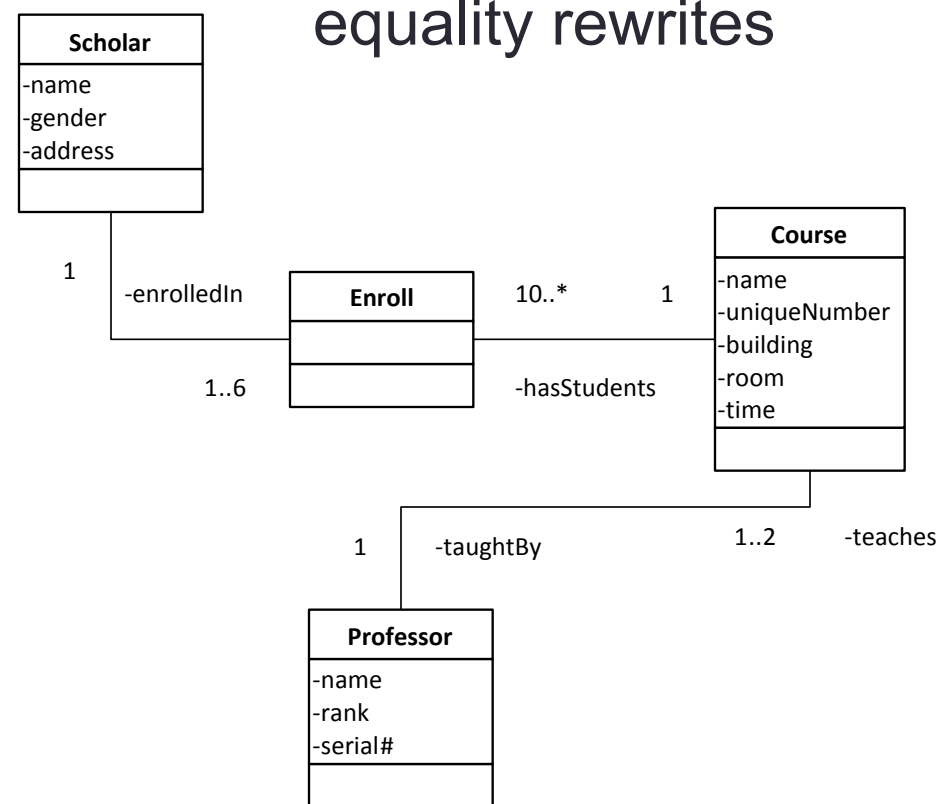 equality rewrites
Scholar
-name
-gender
-address
1
-enrolledIn
1..6
Enroll
10..*
1
-hasStudents
Course
-name
-uniqueNumber
-building
-room
-time
1
-taughtBy
1..2
-teaches
Professor
-name
-rank
-serial#